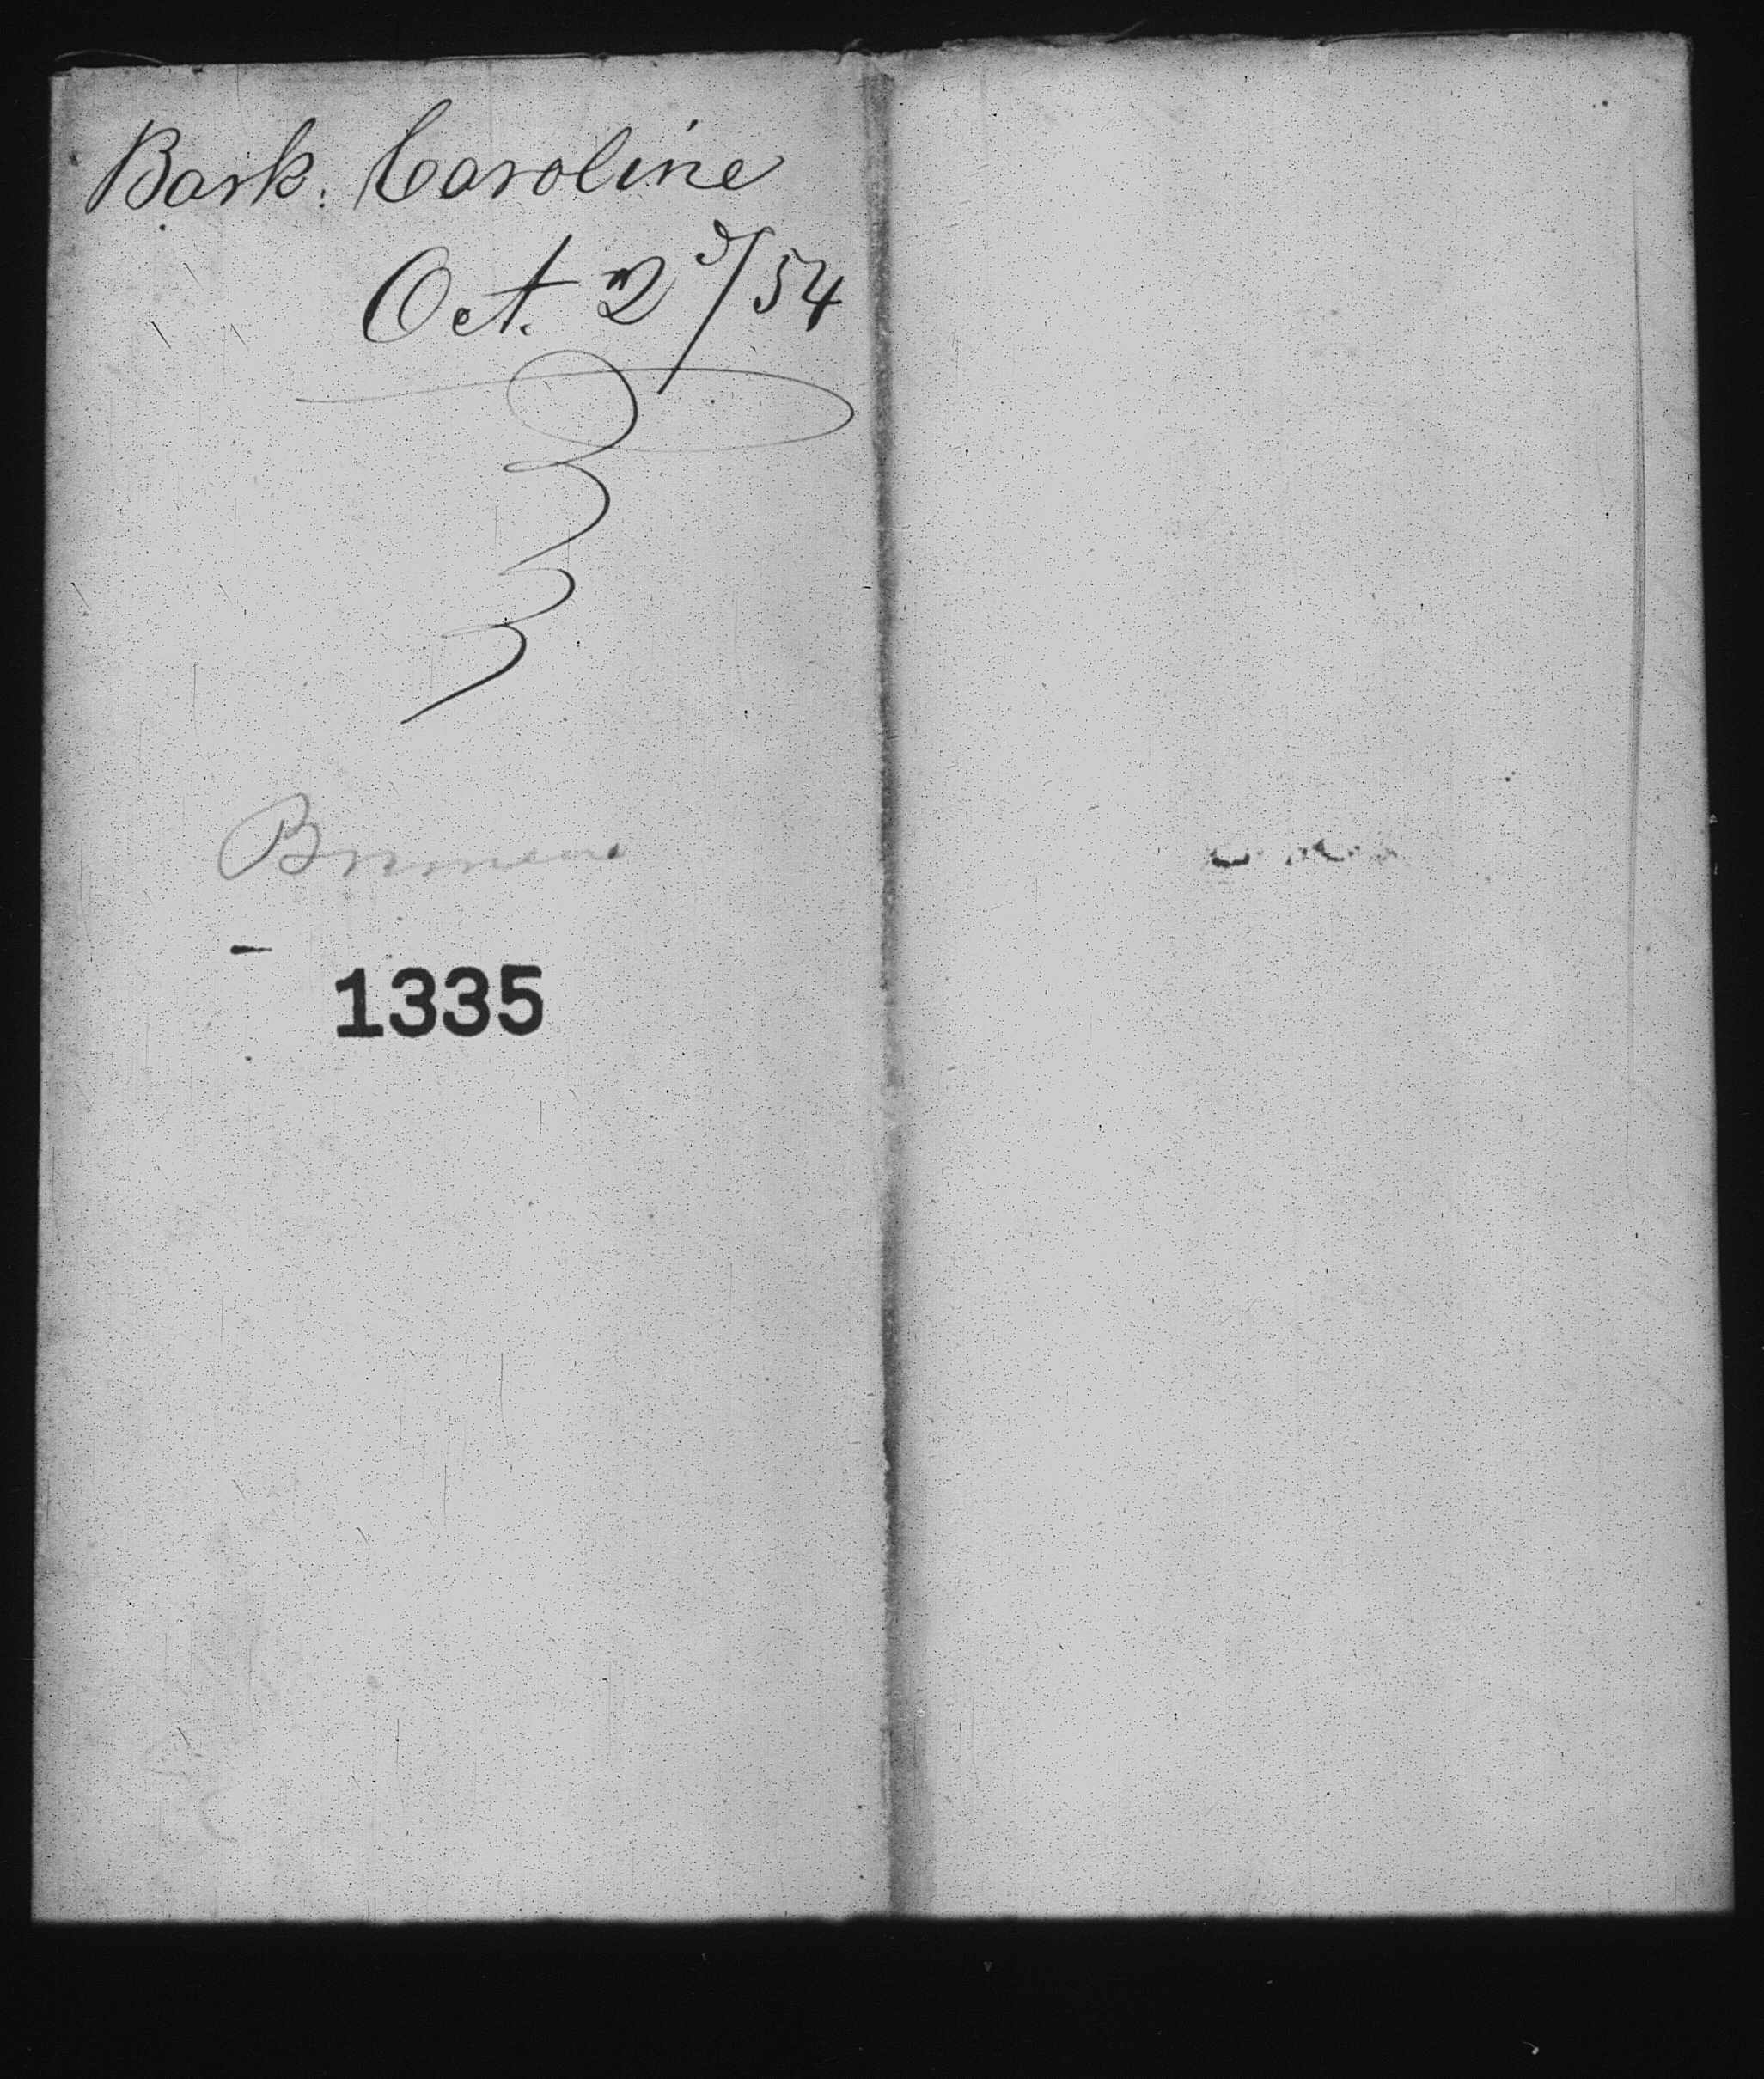 Bark. Caroline
Oct. 2d/54
Bremen
1335